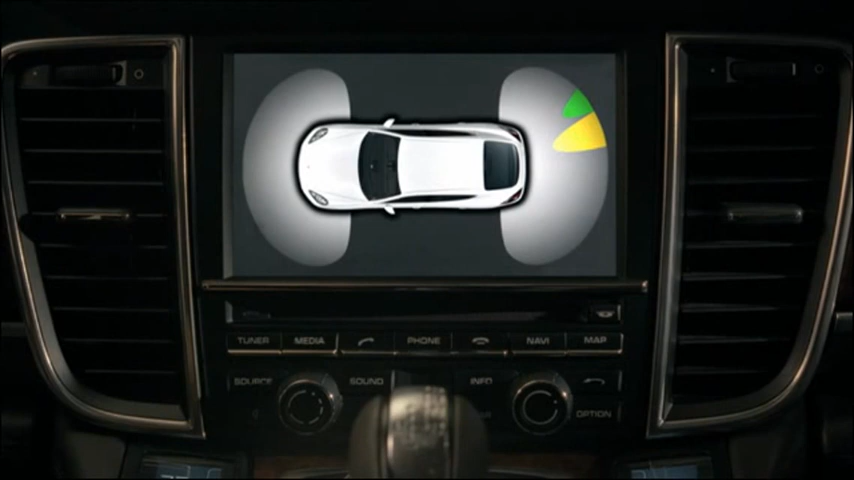 TUNER MEDIA PHONE NAVI MAP
SOURCE SOUND INFO
OPTION